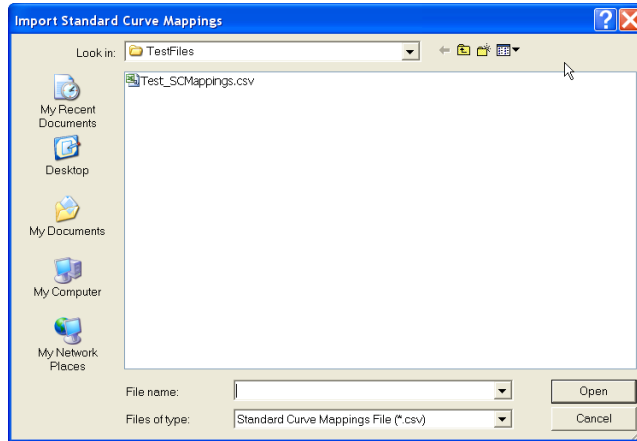 Import Standard Curve Mappings
Look in: TestFiles
Test_SCMappings.csv
My Recent
Documents
Desktop
My Documents
My Computer
My Network
Places
File name:
Open
Files of type: Standard Curve Mappings File (*.csv)
Cancel